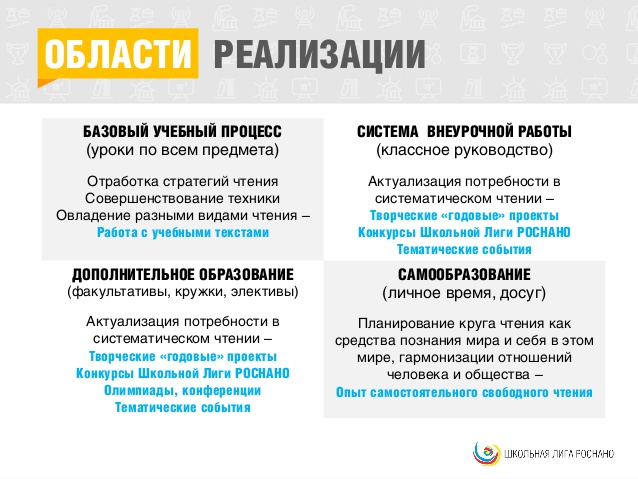 ОБЛАСТИ РЕАЛИЗАЦИИ
БАЗОВЫЙ УЧЕБНЫЙ ПРОЦЕСС
(уроки по всем предмета)
Отработка стратегий чтения
Совершенствование техники
Овладение разными видами чтения –
Работа с учебными текстами
СИСТЕМА ВНЕУРОЧНОЙ РАБОТЫ
(классное руководство)
Актуализация потребности в
систематическом чтении –
Творческие «годовые» проекты
Конкурсы Школьной Лиги РОСНАНО
Тематические события
ДОПОЛНИТЕЛЬНОЕ ОБРАЗОВАНИЕ
(факультативы, кружки, элективы)
Актуализация потребности в
систематическом чтении –
Творческие «годовые» проекты
Конкурсы Школьной Лиги РОСНАНО
Олимпиады, конференции
Тематические события
САМООБРАЗОВАНИЕ
(личное время, досуг)
Планирование круга чтения как
средства познания мира и себя в этом
мире, гармонизации отношений
человека и общества –
Опыт самостоятельного свободного чтения
ШКОЛЬНАЯ ЛИГА РОСНАНО